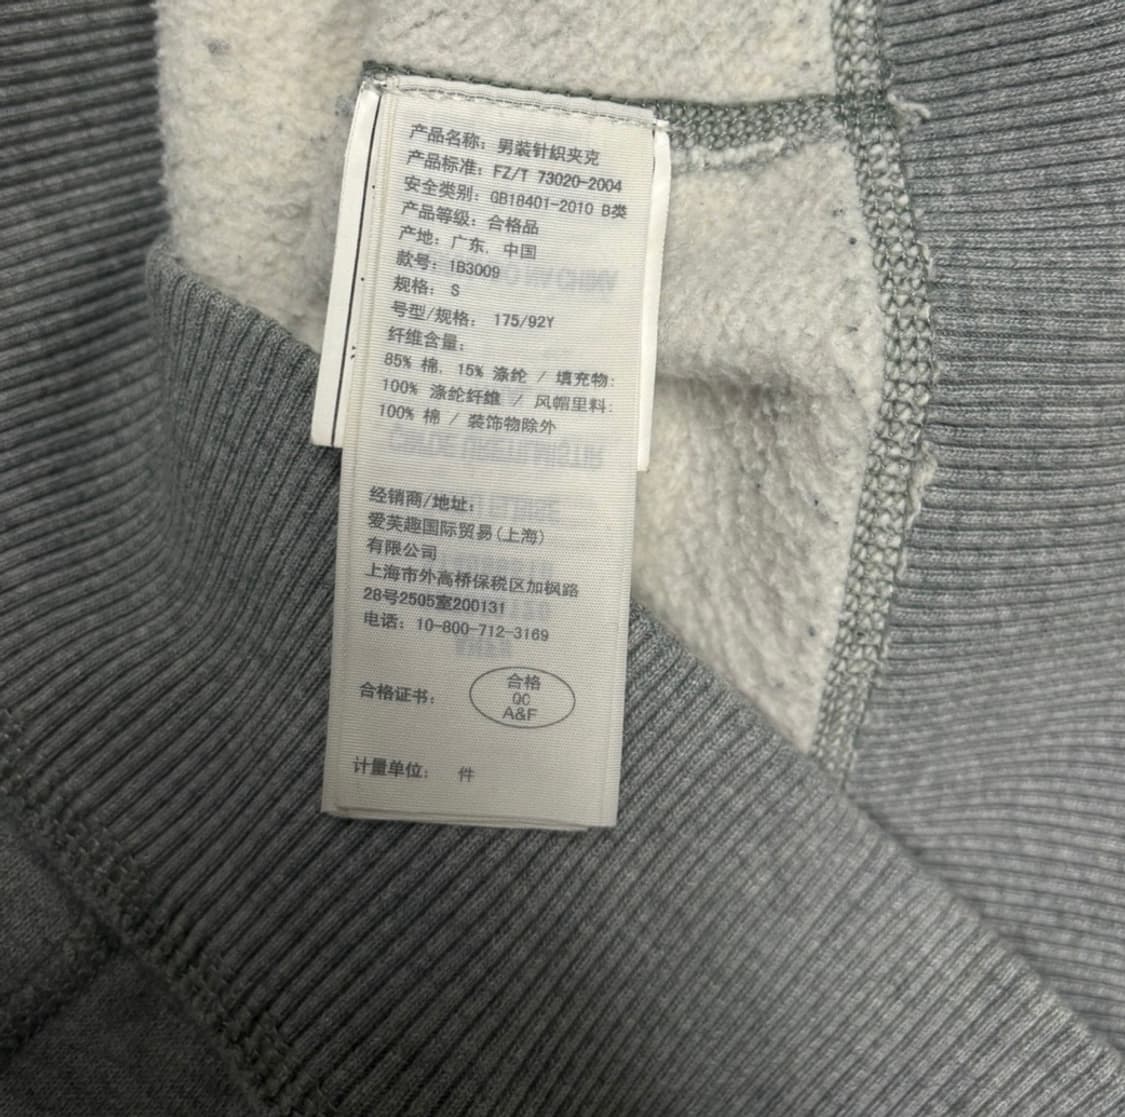 产品名称: 男装针织夹克
产品标准: FZ/T 73020-2004
安全类别: GB18401-2010 B类
产品等级: 合格品
产地: 广东, 中国
款号: 1B3009
规格: S
号型/规格: 175/92Y
纤维含量:
85% 棉, 15% 涤纶 / 填充物:
100% 涤纶纤维 / 风帽里料:
100% 棉 / 装饰物除外
经销商/地址:
爱芙趣国际贸易(上海)
有限公司
上海市外高桥保税区加枫路
28号2505室200131
电话: 10-800-712-3169
合格证书:
合格
QC
A&F
计量单位: 件